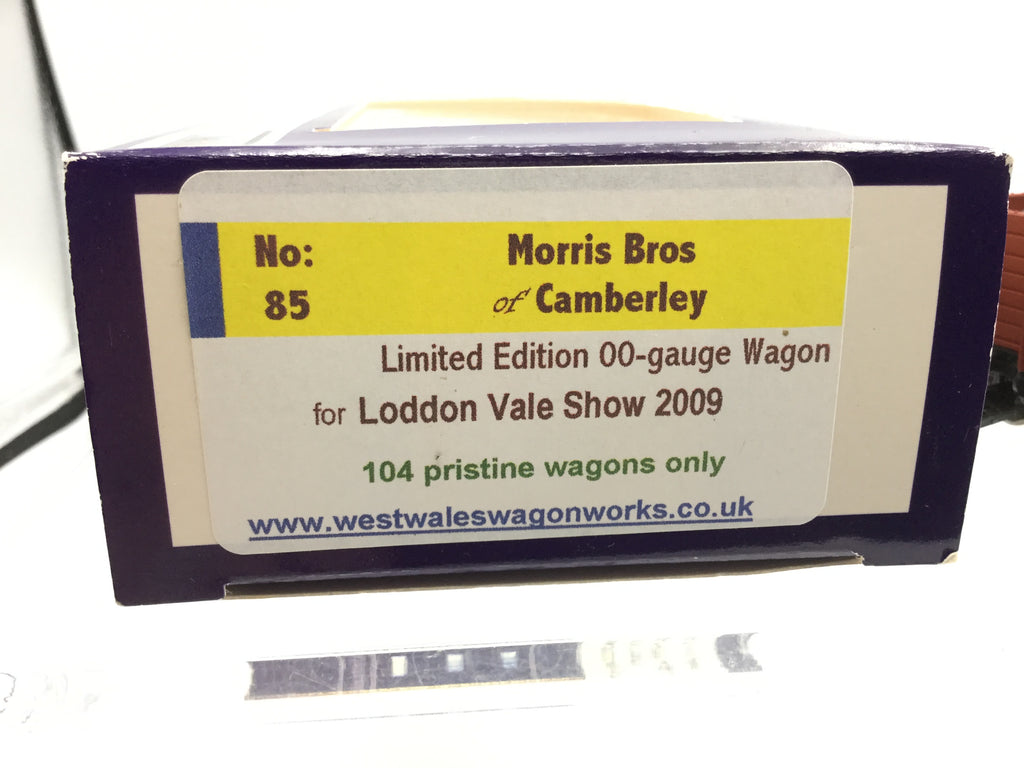 No: Morris Bros
85 of Camberley
Limited Edition 00-gauge Wagon
for Loddon Vale Show 2009
104 pristine wagons only
www.westwaleswagonworks.co.uk